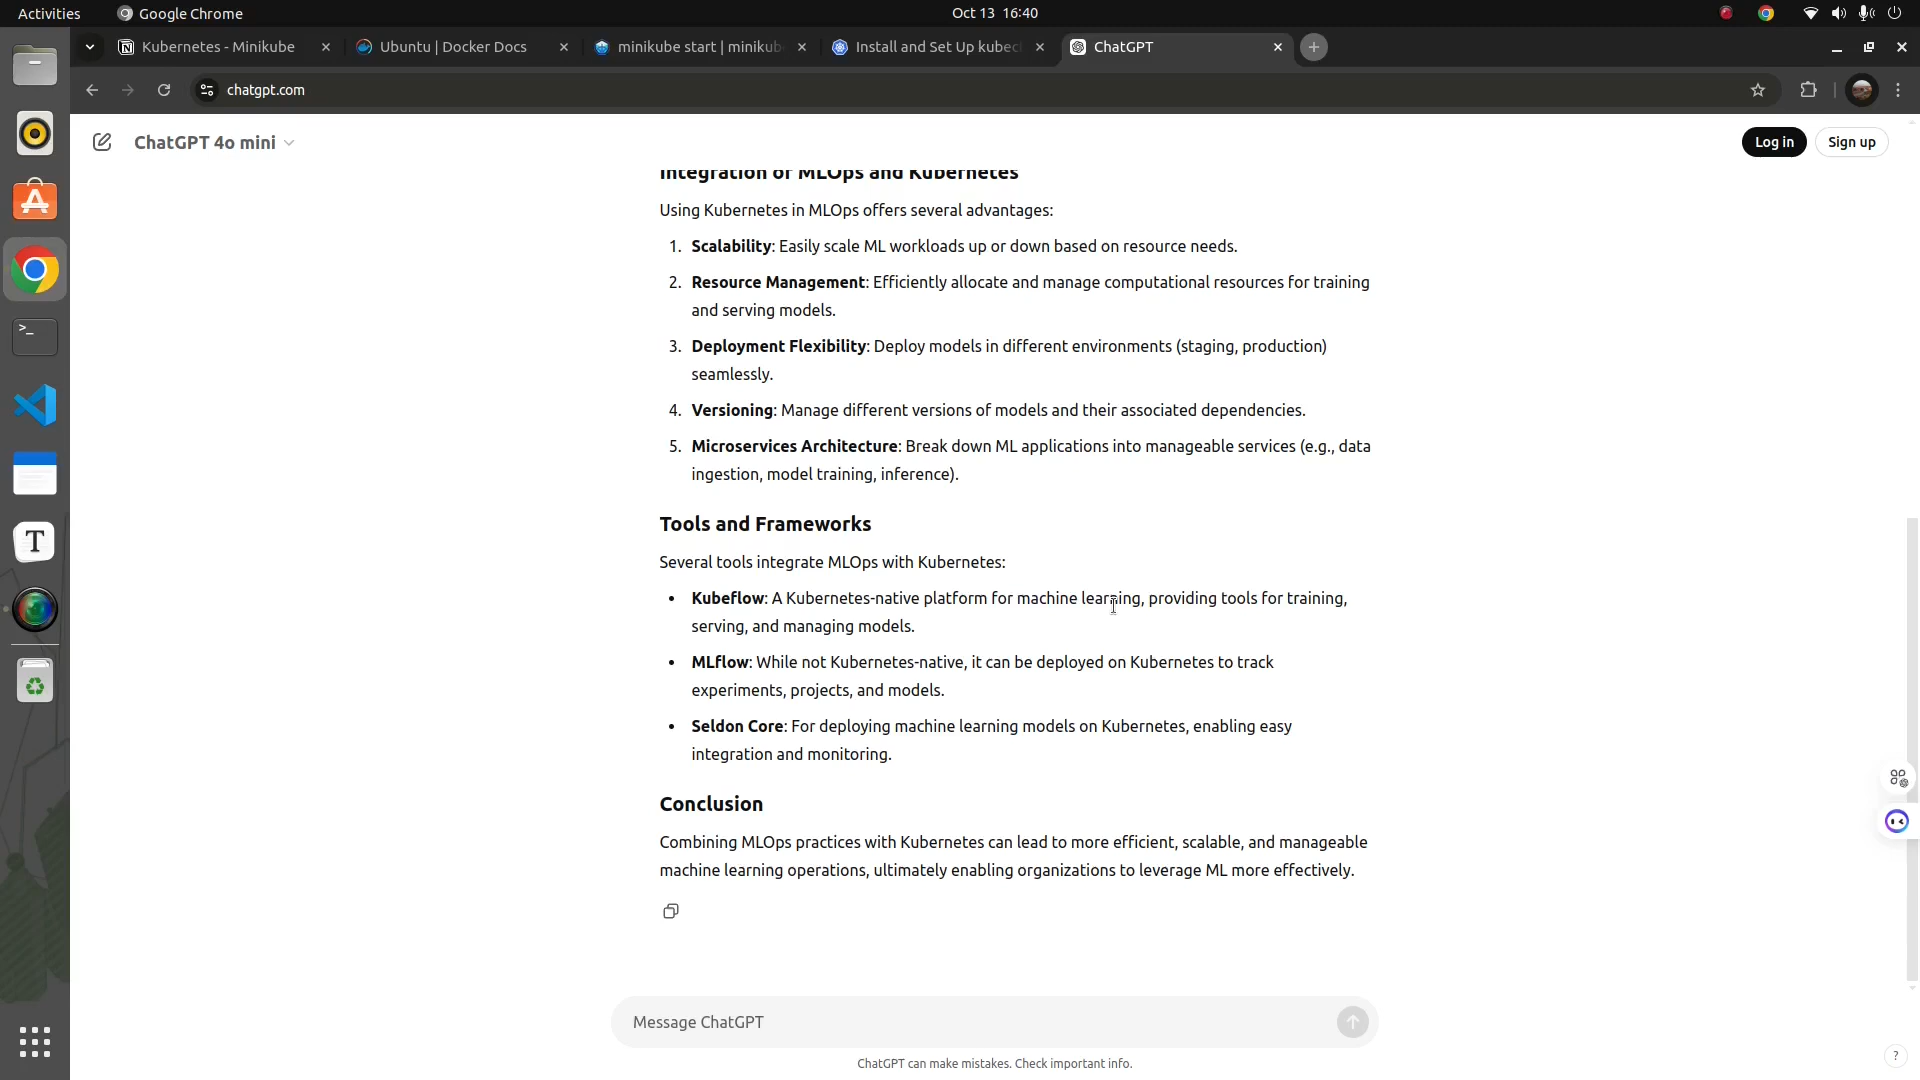 Activities
Google Chrome
Oct 13 16:40
Kubernetes - Minikube
Ubuntu | Docker Docs
minikube start | minikub
Install and Set Up kubec
ChatGPT
chatgpt.com
ChatGPT 4o mini
Log in
Sign up
Integration of MLOps and Kubernetes
Using Kubernetes in MLOps offers several advantages:
1. Scalability: Easily scale ML workloads up or down based on resource needs.
2. Resource Management: Efficiently allocate and manage computational resources for training
and serving models.
3. Deployment Flexibility: Deploy models in different environments (staging, production)
seamlessly.
4. Versioning: Manage different versions of models and their associated dependencies.
5. Microservices Architecture: Break down ML applications into manageable services (e.g., data
ingestion, model training, inference).
Tools and Frameworks
Several tools integrate MLOps with Kubernetes:
• Kubeflow: A Kubernetes-native platform for machine learning, providing tools for training,
serving, and managing models.
• MLflow: While not Kubernetes-native, it can be deployed on Kubernetes to track
experiments, projects, and models.
• Seldon Core: For deploying machine learning models on Kubernetes, enabling easy
integration and monitoring.
Conclusion
Combining MLOps practices with Kubernetes can lead to more efficient, scalable, and manageable
machine learning operations, ultimately enabling organizations to leverage ML more effectively.
Message ChatGPT
ChatGPT can make mistakes. Check important info.
?